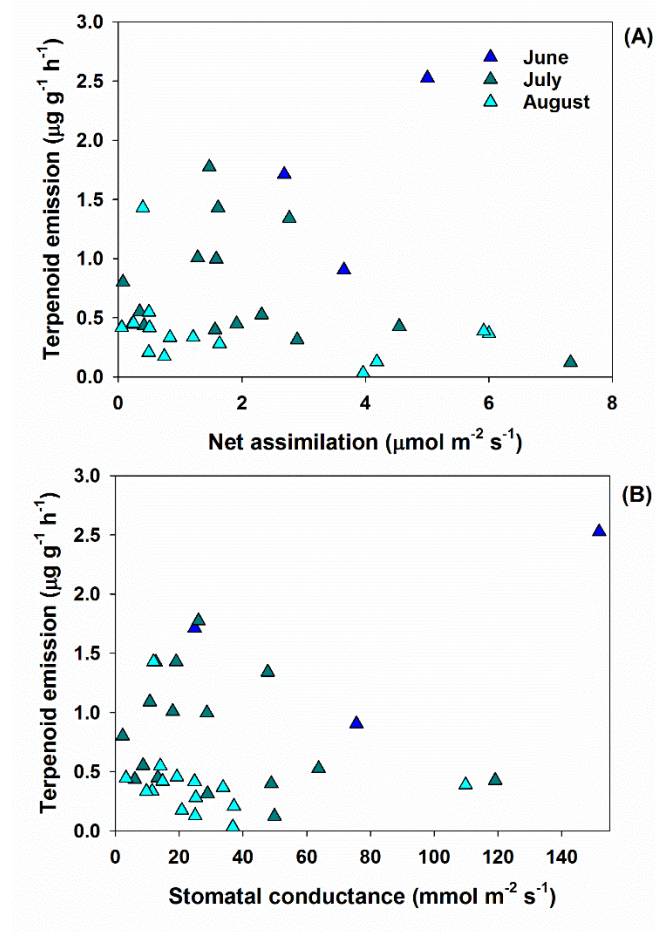 (A)
3.0
2.5
2.0
1.5
1.0
0.5
0.0
Terpenoid emission (μg g⁻¹ h⁻¹)
June
July
August
0 2 4 6 8
Net assimilation (μmol m⁻² s⁻¹)
(B)
3.0
2.5
2.0
1.5
1.0
0.5
0.0
Terpenoid emission (μg g⁻¹ h⁻¹)
0 20 40 60 80 100 120 140
Stomatal conductance (mmol m⁻² s⁻¹)